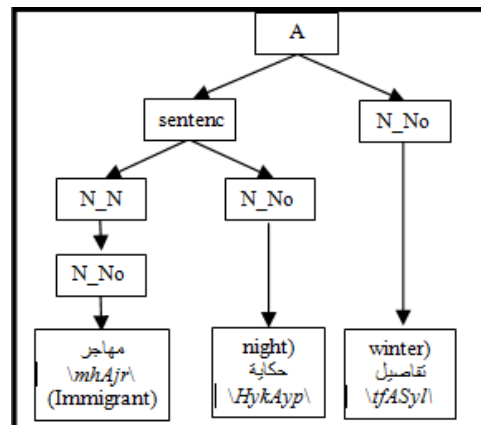 A
sentenc
N_No
N_N
N_No
N_No
مهاجر
\mhAjr\
(Immigrant)
night)
حكاية
\HykAyp\
winter)
تفاصيل
\tfASyl\